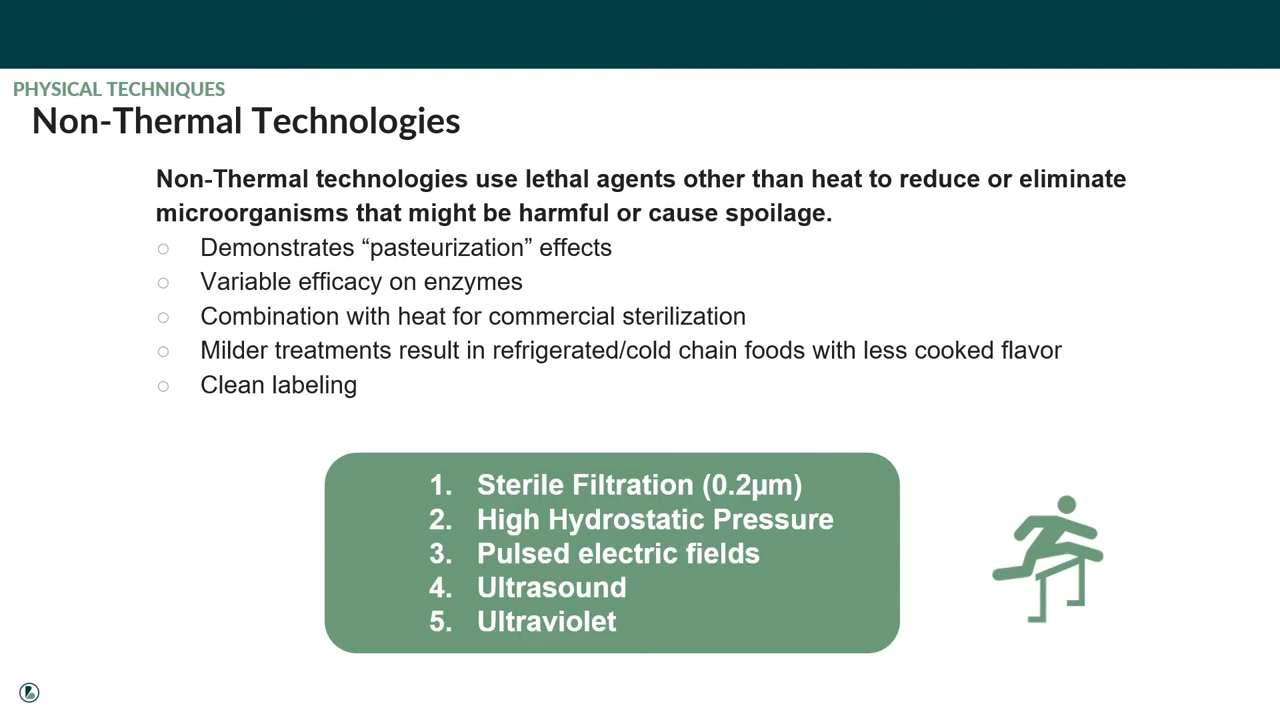 PHYSICAL TECHNIQUES
Non-Thermal Technologies
Non-Thermal technologies use lethal agents other than heat to reduce or eliminate
microorganisms that might be harmful or cause spoilage.
○ Demonstrates “pasteurization” effects
○ Variable efficacy on enzymes
○ Combination with heat for commercial sterilization
○ Milder treatments result in refrigerated/cold chain foods with less cooked flavor
○ Clean labeling
1. Sterile Filtration (0.2µm)
2. High Hydrostatic Pressure
3. Pulsed electric fields
4. Ultrasound
5. Ultraviolet